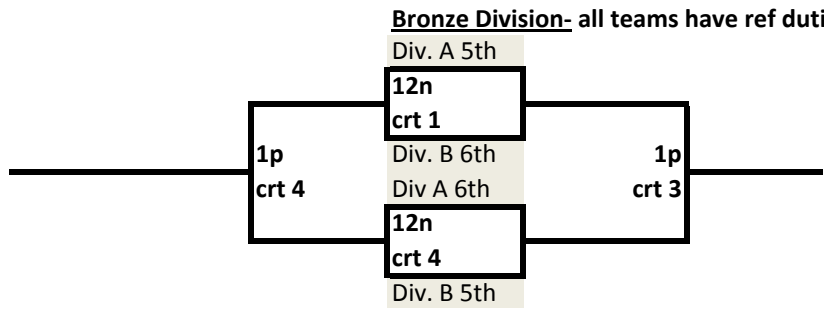 Bronze Division- all teams have ref
Div. A 5th
12n
crt 1
1p
crt 4
Div. B 6th
Div A 6th
1p
crt 3
12n
crt 4
Div. B 5th